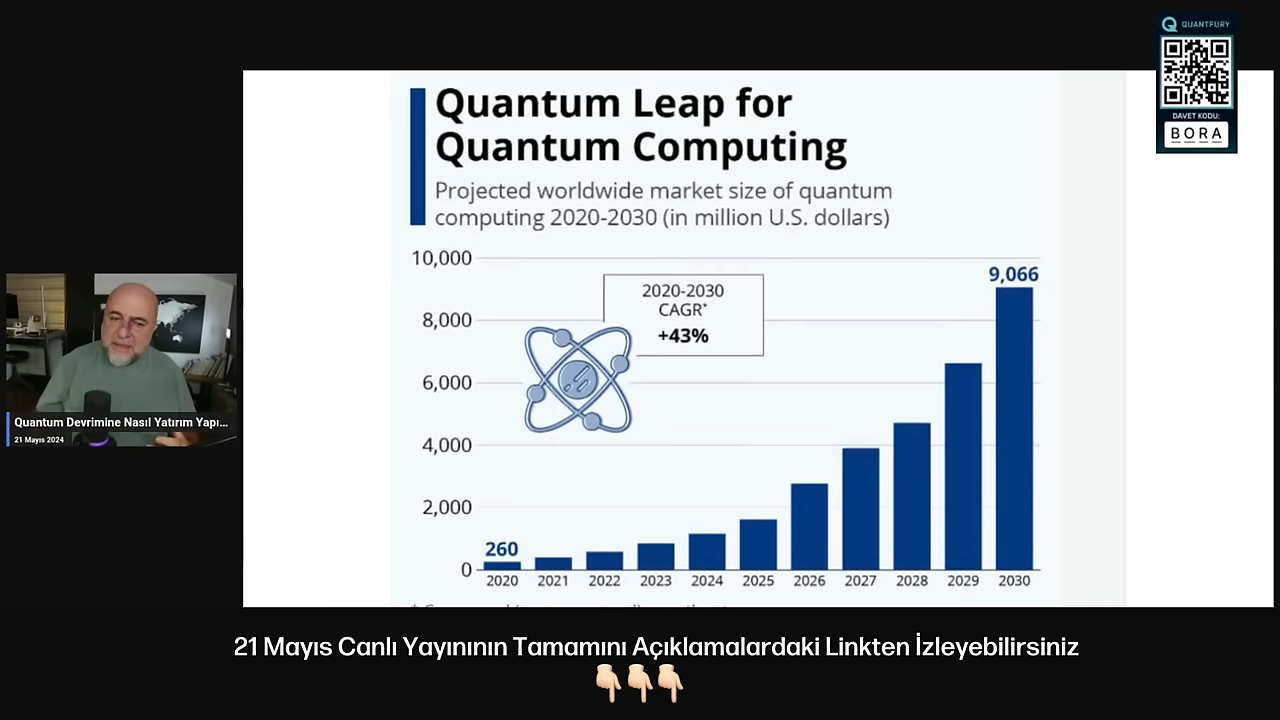 QUANTFURY
DAVET KODU:
BORA
Quantum Leap for
Quantum Computing
Projected worldwide market size of quantum
computing 2020-2030 (in million U.S. dollars)
10,000
8,000
6,000
4,000
2,000
0
2020-2030
CAGR*
+43%
260
9,066
2020 2021 2022 2023 2024 2025 2026 2027 2028 2029 2030
Quantum Devrimine Nasıl Yatırım Yapı...
21 Mayıs 2024
21 Mayıs Canlı Yayınının Tamamını Açıklamalardaki Linkten İzleyebilirsiniz
👇🏻👇🏻👇🏻